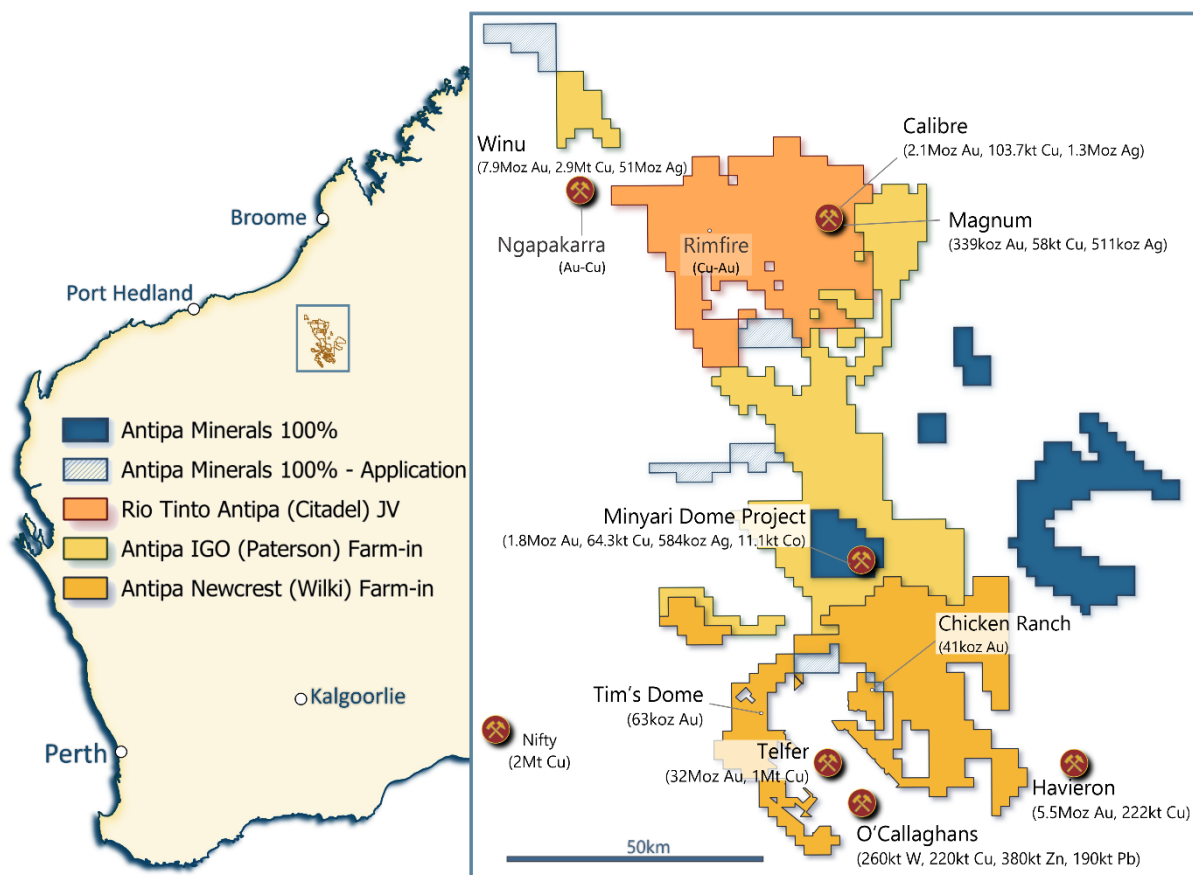 Broome
Port Hedland
Antipa Minerals 100%
Antipa Minerals 100% - Application
Rio Tinto Antipa (Citadel) JV
Antipa IGO (Paterson) Farm-in
Antipa Newcrest (Wilki) Farm-in
Kalgoorlie
Perth
Winu
(7.9Moz Au, 2.9Mt Cu, 51Moz Ag)
Ngapakarra
(Au-Cu)
Rimfire
(Cu-Au)
Calibre
(2.1Moz Au, 103.7kt Cu, 1.3Moz Ag)
Magnum
(339koz Au, 58kt Cu, 511koz Ag)
Minyari Dome Project
(1.8Moz Au, 64.3kt Cu, 584koz Ag, 11.1kt Co)
Chicken Ranch
(41koz Au)
Tim's Dome
(63koz Au)
Nifty
(2Mt Cu)
Telfer
(32Moz Au, 1Mt Cu)
Havieron
(5.5Moz Au, 222kt Cu)
O'Callaghans
(260kt W, 220kt Cu, 380kt Zn, 190kt Pb)
50km